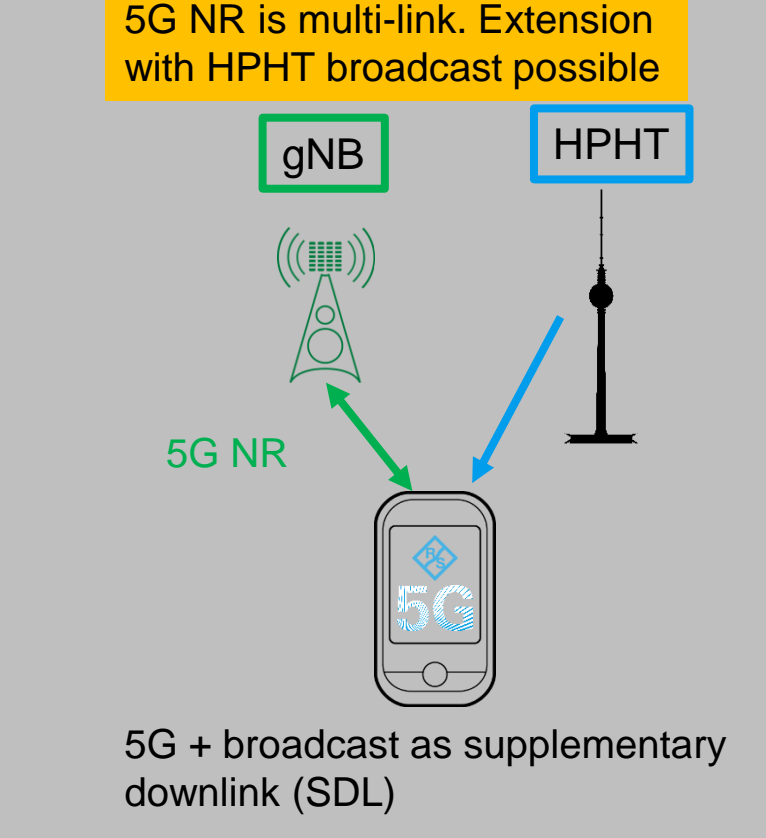 5G NR is multi-link. Extension
with HPHT broadcast possible
gNB
HPHT
5G NR
R
S
5G
5G + broadcast as supplementary
downlink (SDL)